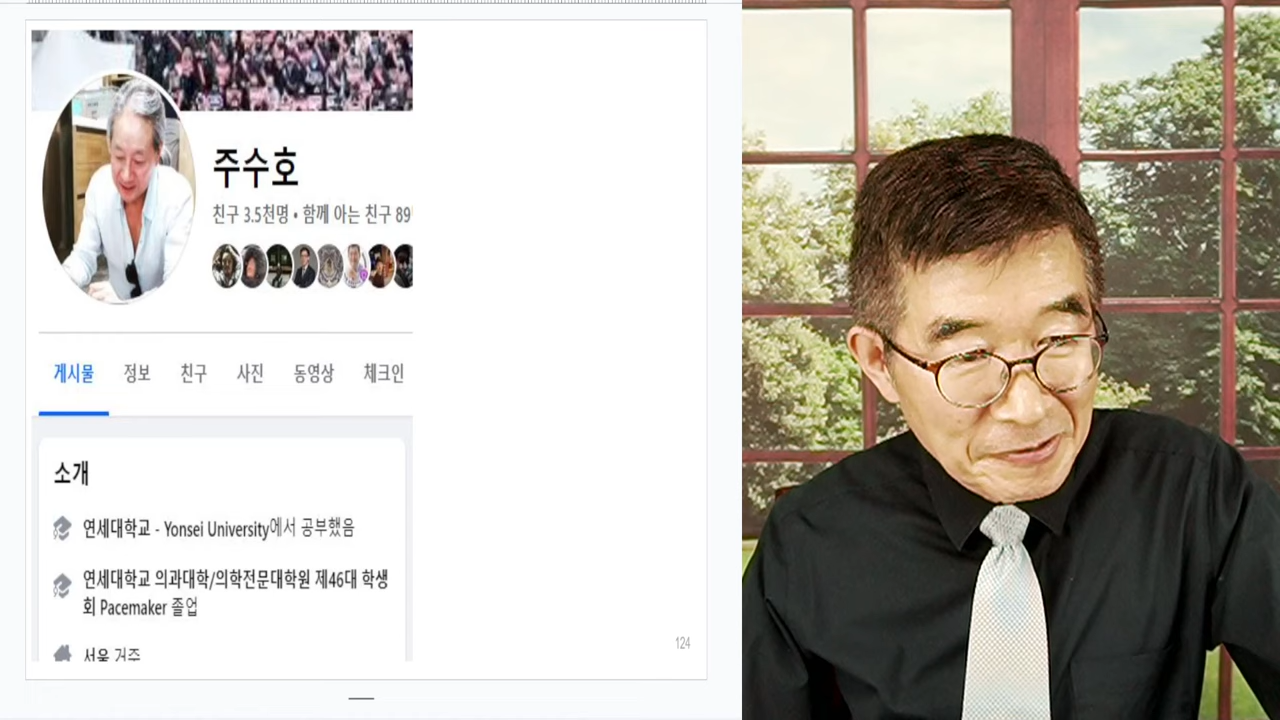 주수호
친구 3.5천명 • 함께 아는 친구 89
게시물 정보 친구 사진 동영상 체크인
소개
연세대학교 - Yonsei University에서 공부했음
연세대학교 의과대학/의학전문대학원 제46대 학생
회 Pacemaker 졸업
서울 거주
124